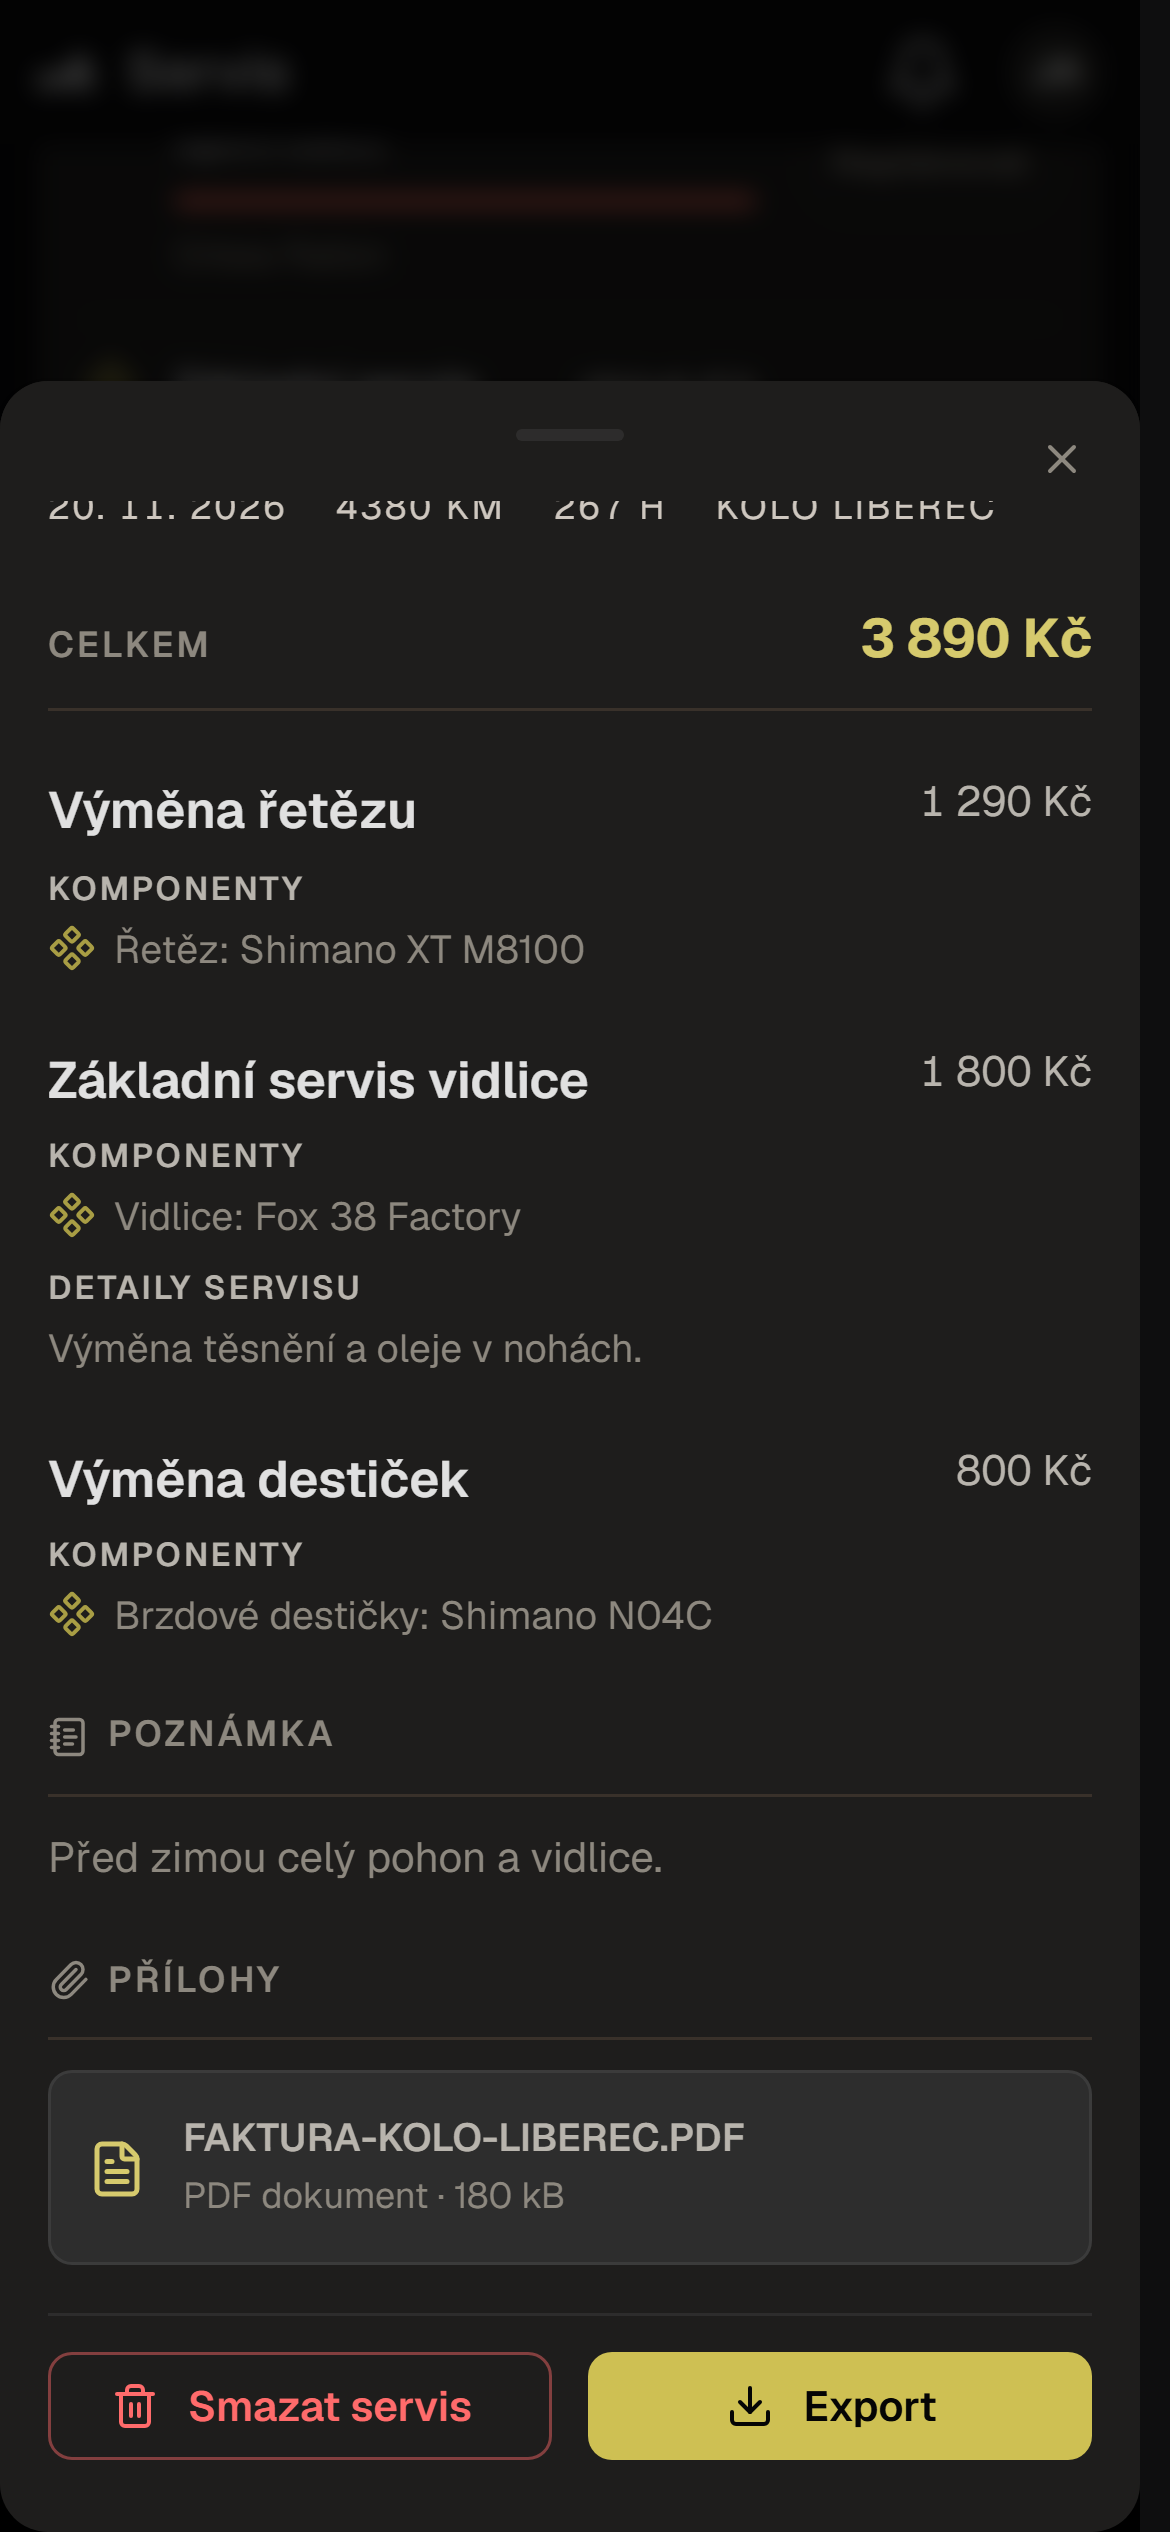 Servis
20. 11. 2026 4380 KM 267 H KOLO LIBEREC
CELKEM 3 890 Kč
Výměna řetězu 1 290 Kč
KOMPONENTY
Řetěz: Shimano XT M8100
Základní servis vidlice 1 800 Kč
KOMPONENTY
Vidlice: Fox 38 Factory
DETAILY SERVISU
Výměna těsnění a oleje v nohách.
Výměna destiček 800 Kč
KOMPONENTY
Brzdové destičky: Shimano N04C
POZNÁMKA
Před zimou celý pohon a vidlice.
PŘÍLOHY
FAKTURA-KOLO-LIBEREC.PDF
PDF dokument · 180 kB
Smazat servis Export